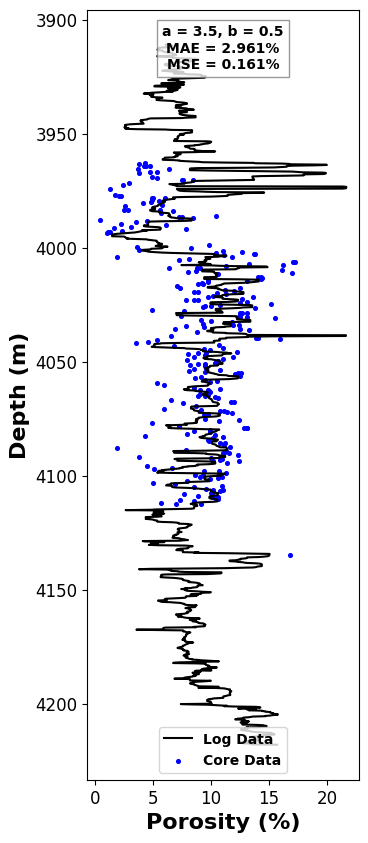 a = 3.5, b = 0.5
MAE = 2.961%
MSE = 0.161%
3900
3950
4000
4050
4100
4150
4200
Depth (m)
Log Data
Core Data
0 5 10 15 20
Porosity (%)